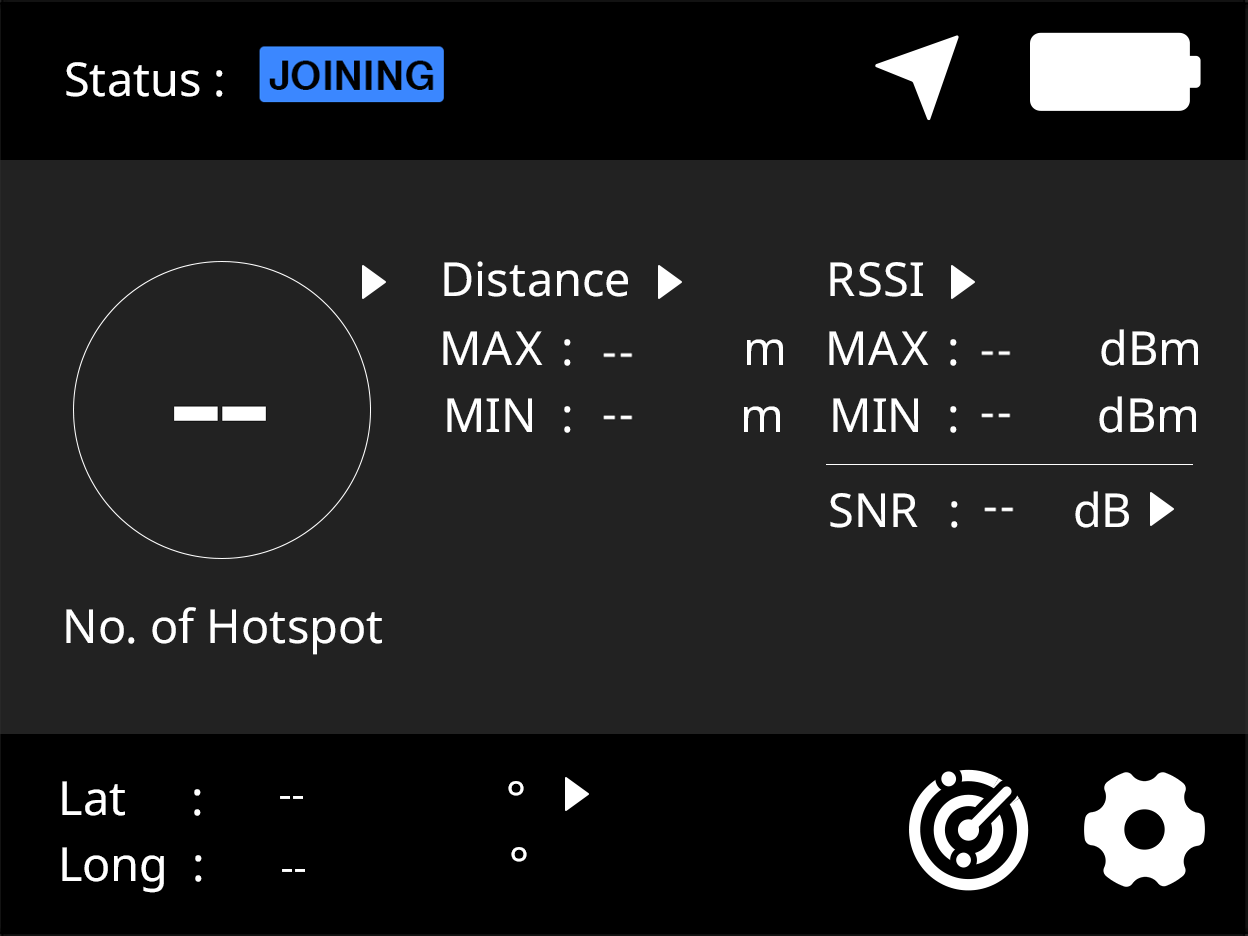 Status : JOINING
Distance
MAX : -- m
MIN : -- m
RSSI
MAX : -- dBm
MIN : -- dBm
SNR : -- dB
--
No. of Hotspot
Lat : -- °
Long : -- °